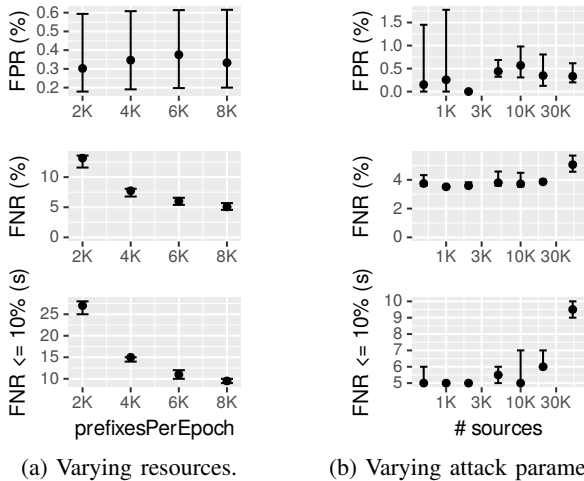 FPR (%)
0.6
0.5
0.4
0.3
0.2
2K 4K 6K 8K
FNR (%)
10
5
0
2K 4K 6K 8K
FNR <= 10% (s)
25
20
15
10
2K 4K 6K 8K
prefixesPerEpoch
(a) Varying resources.
FPR (%)
1.5
1.0
0.5
0.0
1K 3K 10K 30K
FNR (%)
4
2
0
1K 3K 10K 30K
FNR <= 10% (s)
10
9
8
7
6
5
1K 3K 10K 30K
# sources
(b) Varying attack parame